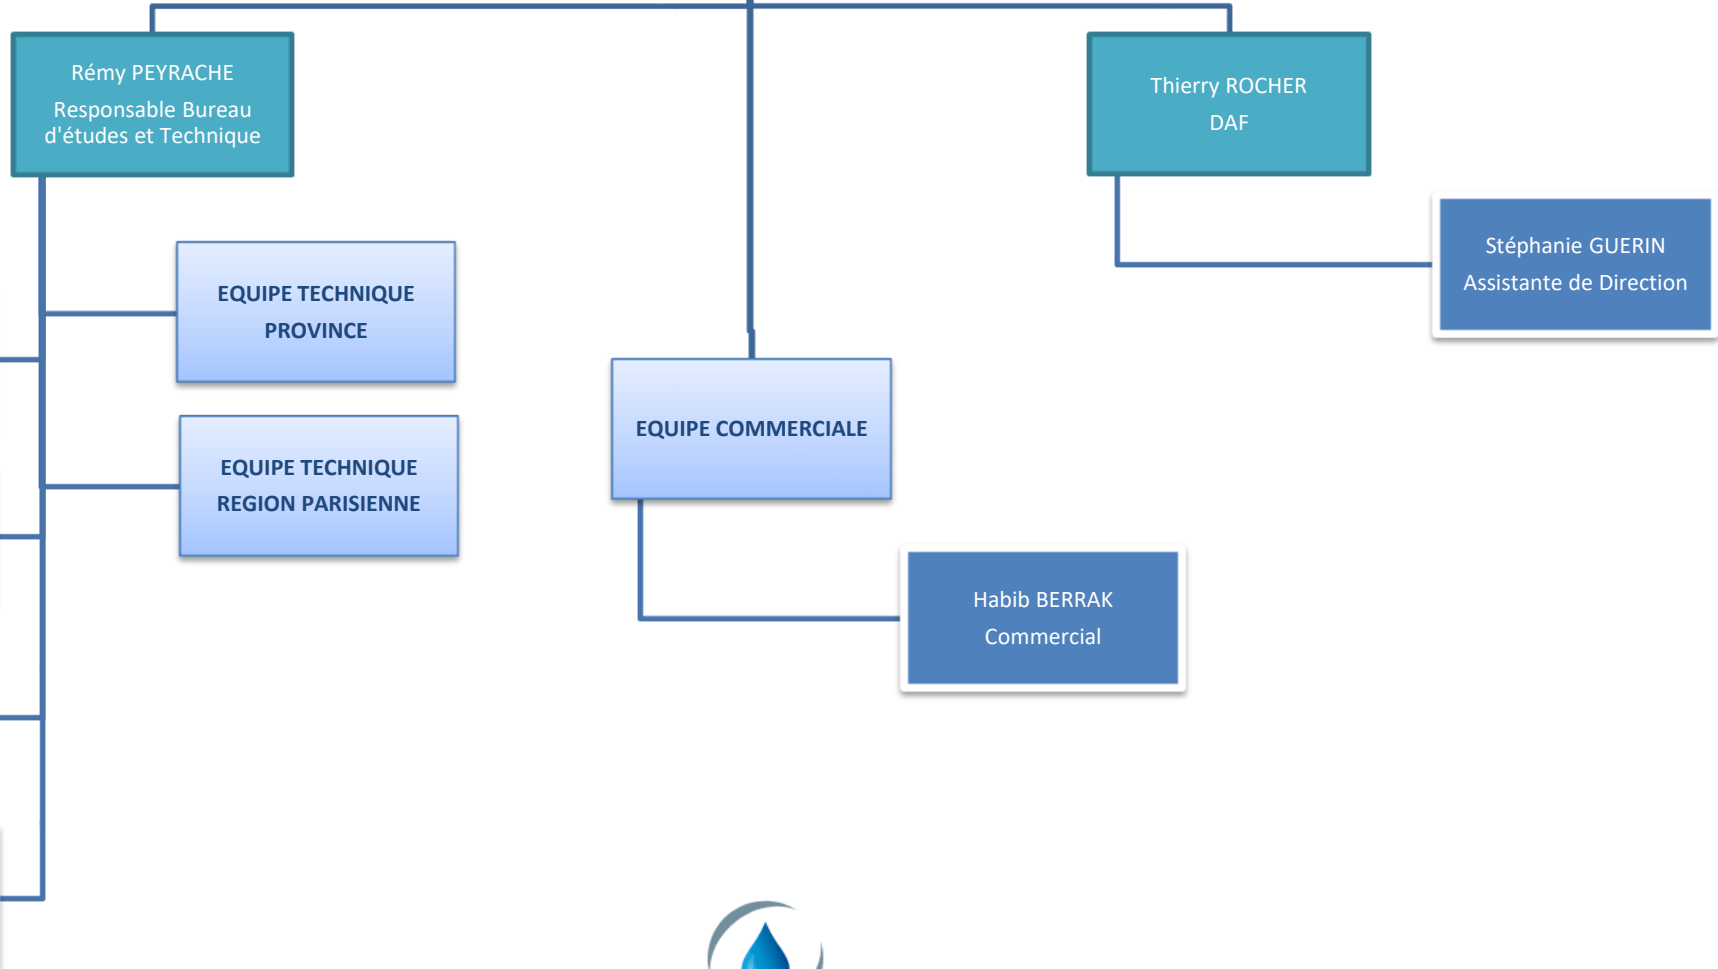 Rémy PEYRACHE
Responsable Bureau
d'études et Technique
Thierry ROCHER
DAF
Stéphanie GUERIN
Assistante de Direction
EQUIPE TECHNIQUE
PROVINCE
EQUIPE COMMERCIALE
EQUIPE TECHNIQUE
REGION PARISIENNE
Habib BERRAK
Commercial